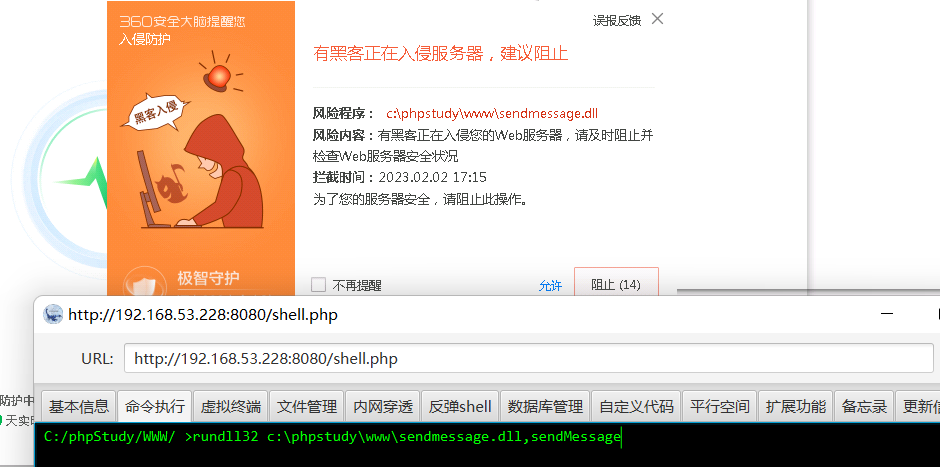 360安全大脑提醒您
入侵防护
误报反馈
有黑客正在入侵服务器，建议阻止
黑客入侵
风险程序： c:\phpstudy\www\sendmessage.dll
风险内容：有黑客正在入侵您的Web服务器，请及时阻止并
检查Web服务器安全状况
拦截时间：2023.02.02 17:15
为了您的服务器安全，请阻止此操作。
极智守护
不再提醒
允许
阻止 (14)
http://192.168.53.228:8080/shell.php
URL: http://192.168.53.228:8080/shell.php
防护中
天实时
基本信息 命令执行 虚拟终端 文件管理 内网穿透 反弹shell 数据库管理 自定义代码 平行空间 扩展功能 备忘录 更新信
C:/phpStudy/WWW/ >rundll32 c:\phpstudy\www\sendmessage.dll,sendMessage